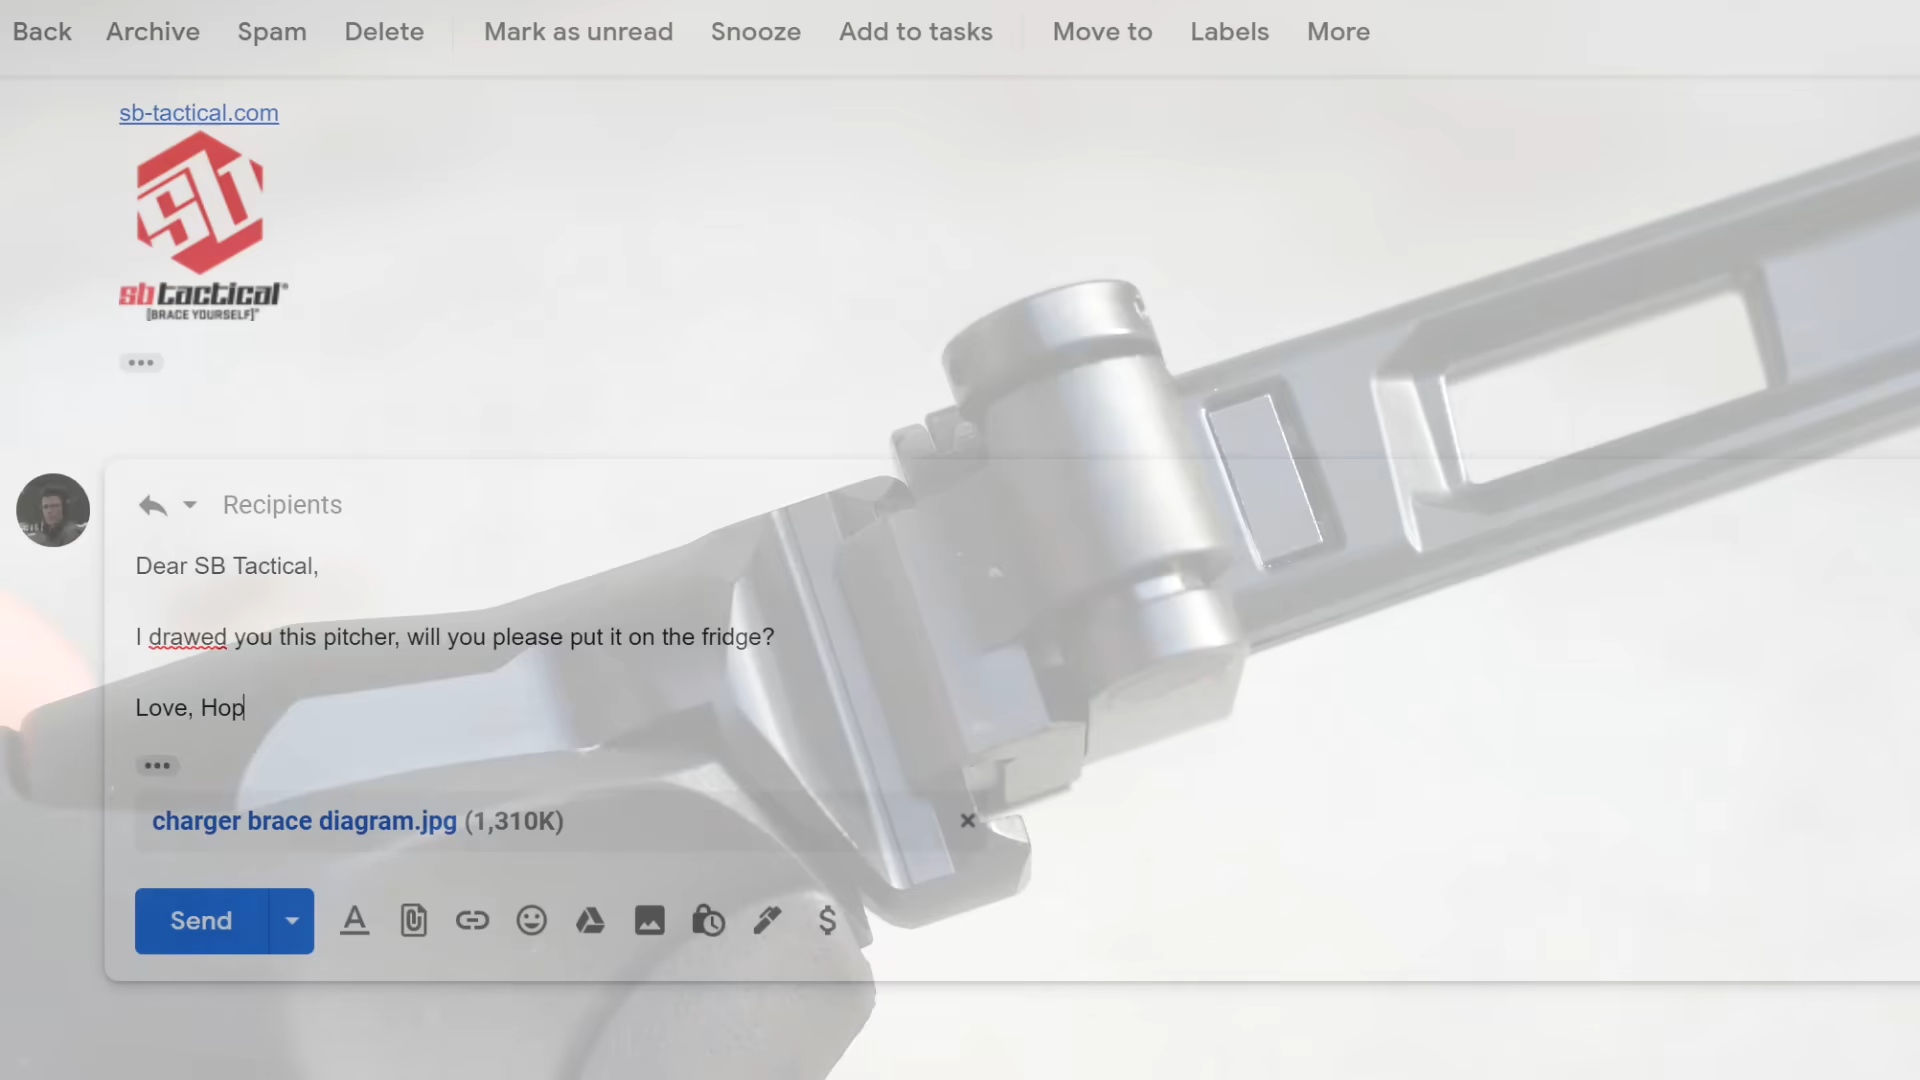 Back Archive Spam Delete Mark as unread Snooze Add to tasks Move to Labels More
sb-tactical.com
sb tactical®
[BRACE YOURSELF]™
Recipients
Dear SB Tactical,
I drawed you this pitcher, will you please put it on the fridge?
Love, Hop
charger brace diagram.jpg (1,310K)
Send